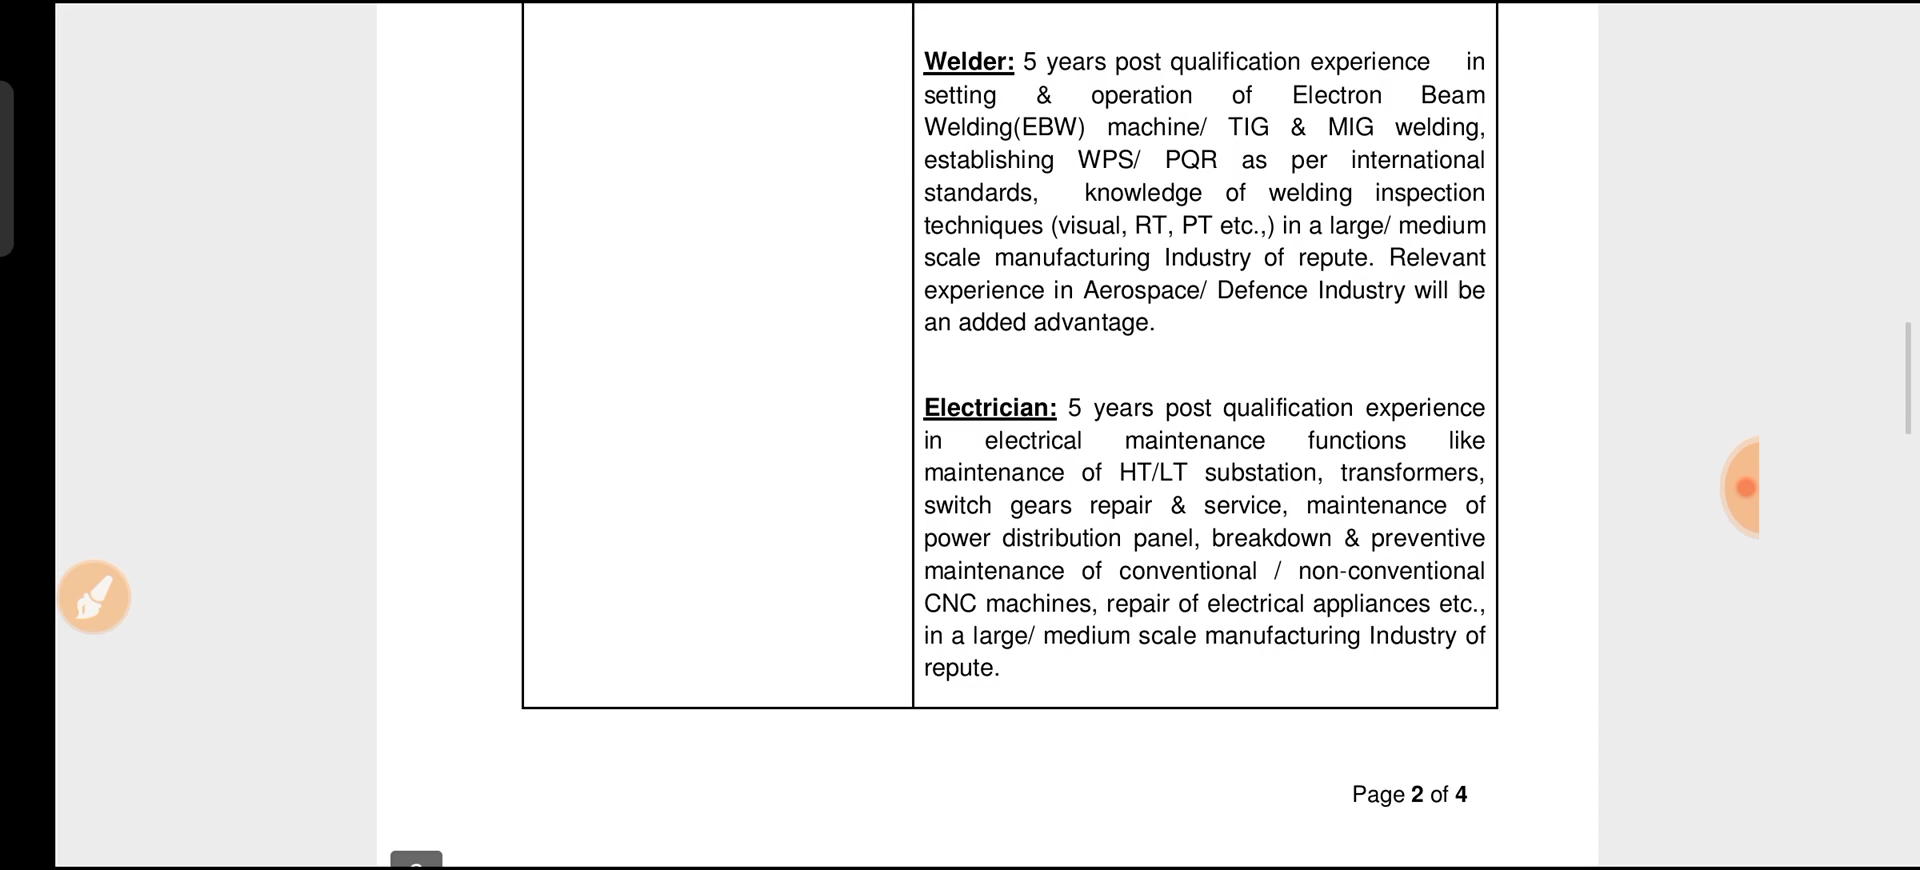 Welder: 5 years post qualification experience in
setting & operation of Electron Beam
Welding(EBW) machine/ TIG & MIG welding,
establishing WPS/ PQR as per international
standards, knowledge of welding inspection
techniques (visual, RT, PT etc.,) in a large/ medium
scale manufacturing Industry of repute. Relevant
experience in Aerospace/ Defence Industry will be
an added advantage.
Electrician: 5 years post qualification experience
in electrical maintenance functions like
maintenance of HT/LT substation, transformers,
switch gears repair & service, maintenance of
power distribution panel, breakdown & preventive
maintenance of conventional / non-conventional
CNC machines, repair of electrical appliances etc.,
in a large/ medium scale manufacturing Industry of
repute.
Page 2 of 4